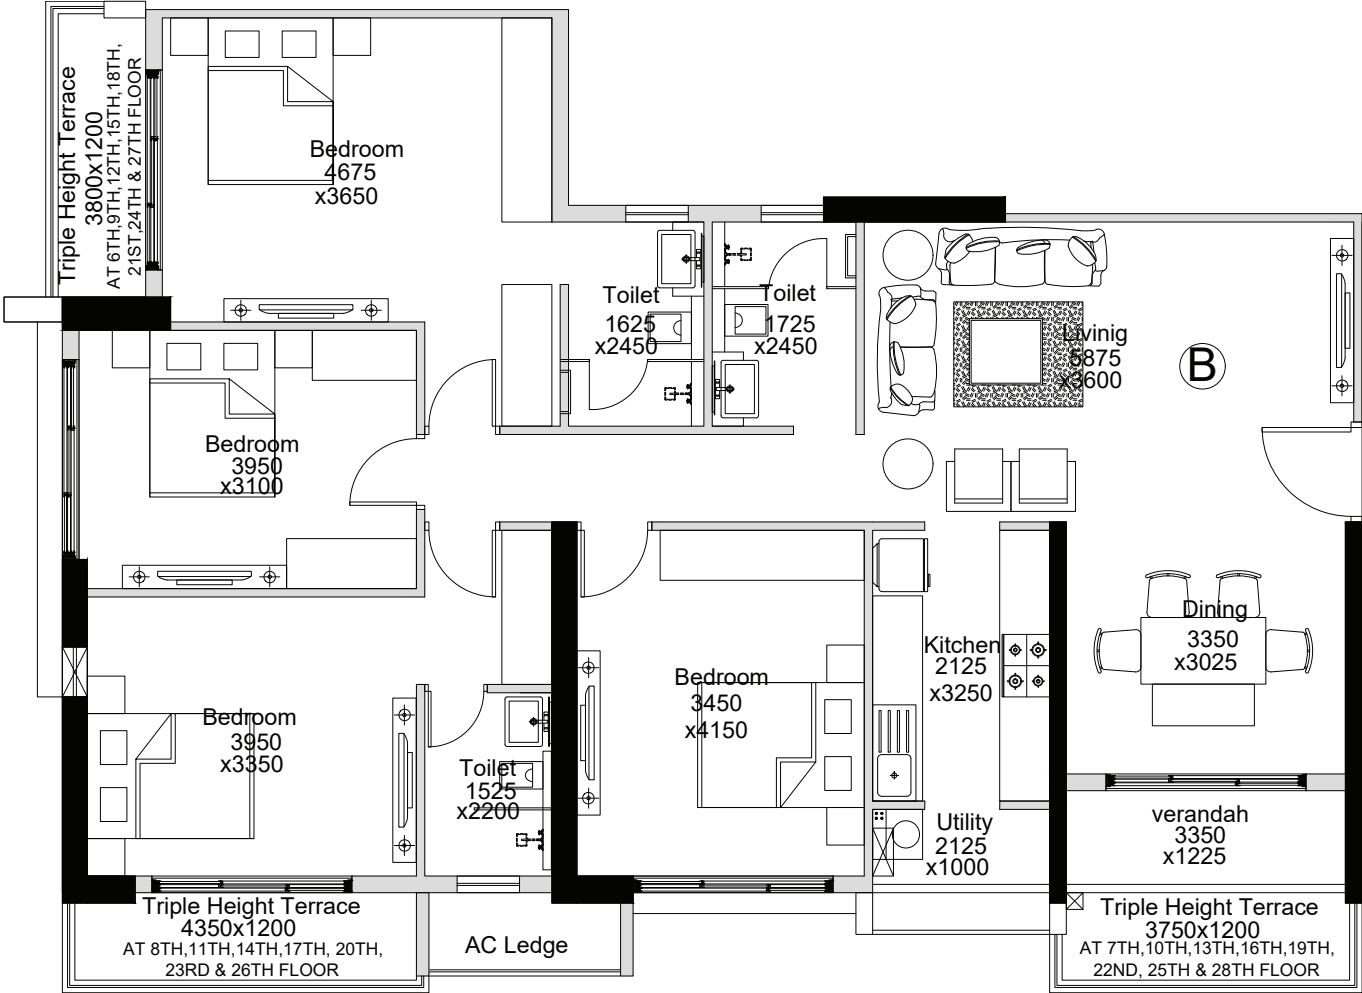 Triple Height Terrace
3800x1200
AT 6TH,9TH,12TH,15TH,18TH,
21ST,24TH & 27TH FLOOR
Bedroom
4675
x3650
Toilet
1625
x2450
Toilet
1725
x2450
Livinig
5875
x3600
B
Bedroom
3950
x3100
Bedroom
3950
x3350
Toilet
1525
x2200
Bedroom
3450
x4150
Kitchen
2125
x3250
Dining
3350
x3025
Utility
2125
x1000
verandah
3350
x1225
Triple Height Terrace
4350x1200
AT 8TH,11TH,14TH,17TH, 20TH,
23RD & 26TH FLOOR
AC Ledge
Triple Height Terrace
3750x1200
AT 7TH,10TH,13TH,16TH,19TH,
22ND, 25TH & 28TH FLOOR